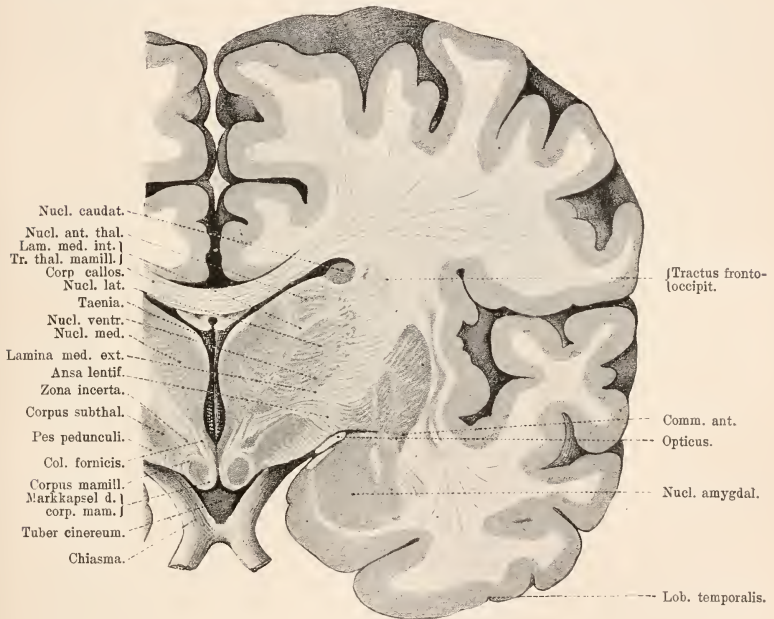 Nucl. caudat.
Nucl. ant. thal.
Lam. med. int.}
Tr. thal. mamill.}
Corp callos.
Nucl. lat.
Taenia.
Nucl. ventr.
Nucl. med.
Lamina med. ext.
Ansa lentif.
Zona incerta.
Corpus subthal.
Pes pedunculi.
Col. fornicis.
Corpus mamill.
Markkapsel d.}
corp. mam.}
Tuber cinereum.
Chiasma.
{Tractus fronto-
{occipit.
Comm. ant.
Opticus.
Nucl. amygdal.
Lob. temporalis.